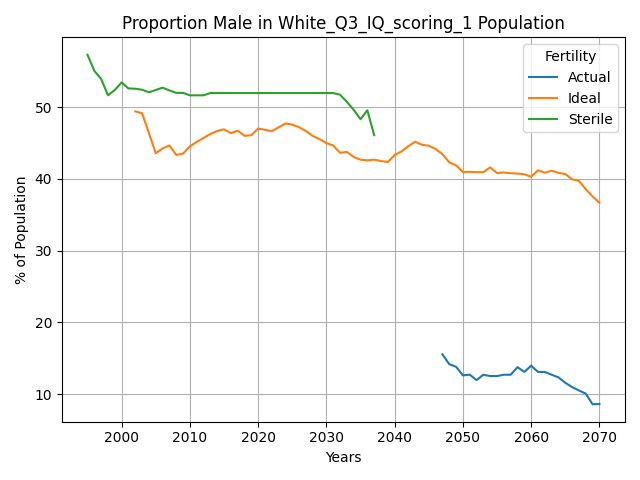 Proportion Male in White_Q3_IQ_scoring_1 Population
Fertility
Actual
Ideal
Sterile
% of Population
50
40
30
20
10
2000 2010 2020 2030 2040 2050 2060 2070
Years